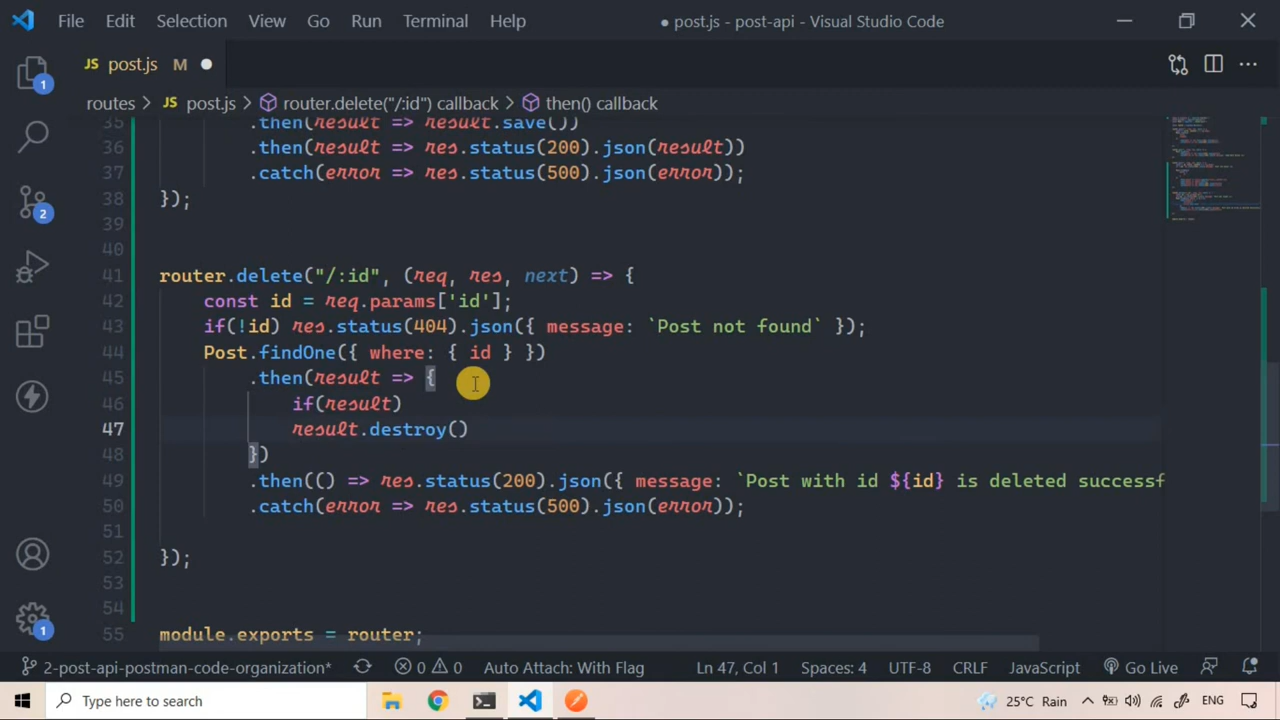 File Edit Selection View Go Run Terminal Help ● post.js - post-api - Visual Studio Code
JS post.js M
routes > JS post.js > router.delete("/:id") callback > then() callback
35 .then(result => result.save())
36 .then(result => res.status(200).json(result))
37 .catch(error => res.status(500).json(error));
38 });
39
40
41 router.delete("/:id", (req, res, next) => {
42 const id = req.params['id'];
43 if(!id) res.status(404).json({ message: `Post not found` });
44 Post.findOne({ where: { id } })
45 .then(result => {
46 if(result)
47 result.destroy()
48 })
49 .then(() => res.status(200).json({ message: `Post with id ${id} is deleted successf
50 .catch(error => res.status(500).json(error));
51
52 });
53
54
55 module.exports = router;
1
2
1
2-post-api-postman-code-organization* 0 0 Auto Attach: With Flag Ln 47, Col 1 Spaces: 4 UTF-8 CRLF JavaScript Go Live
Type here to search 25°C Rain ENG